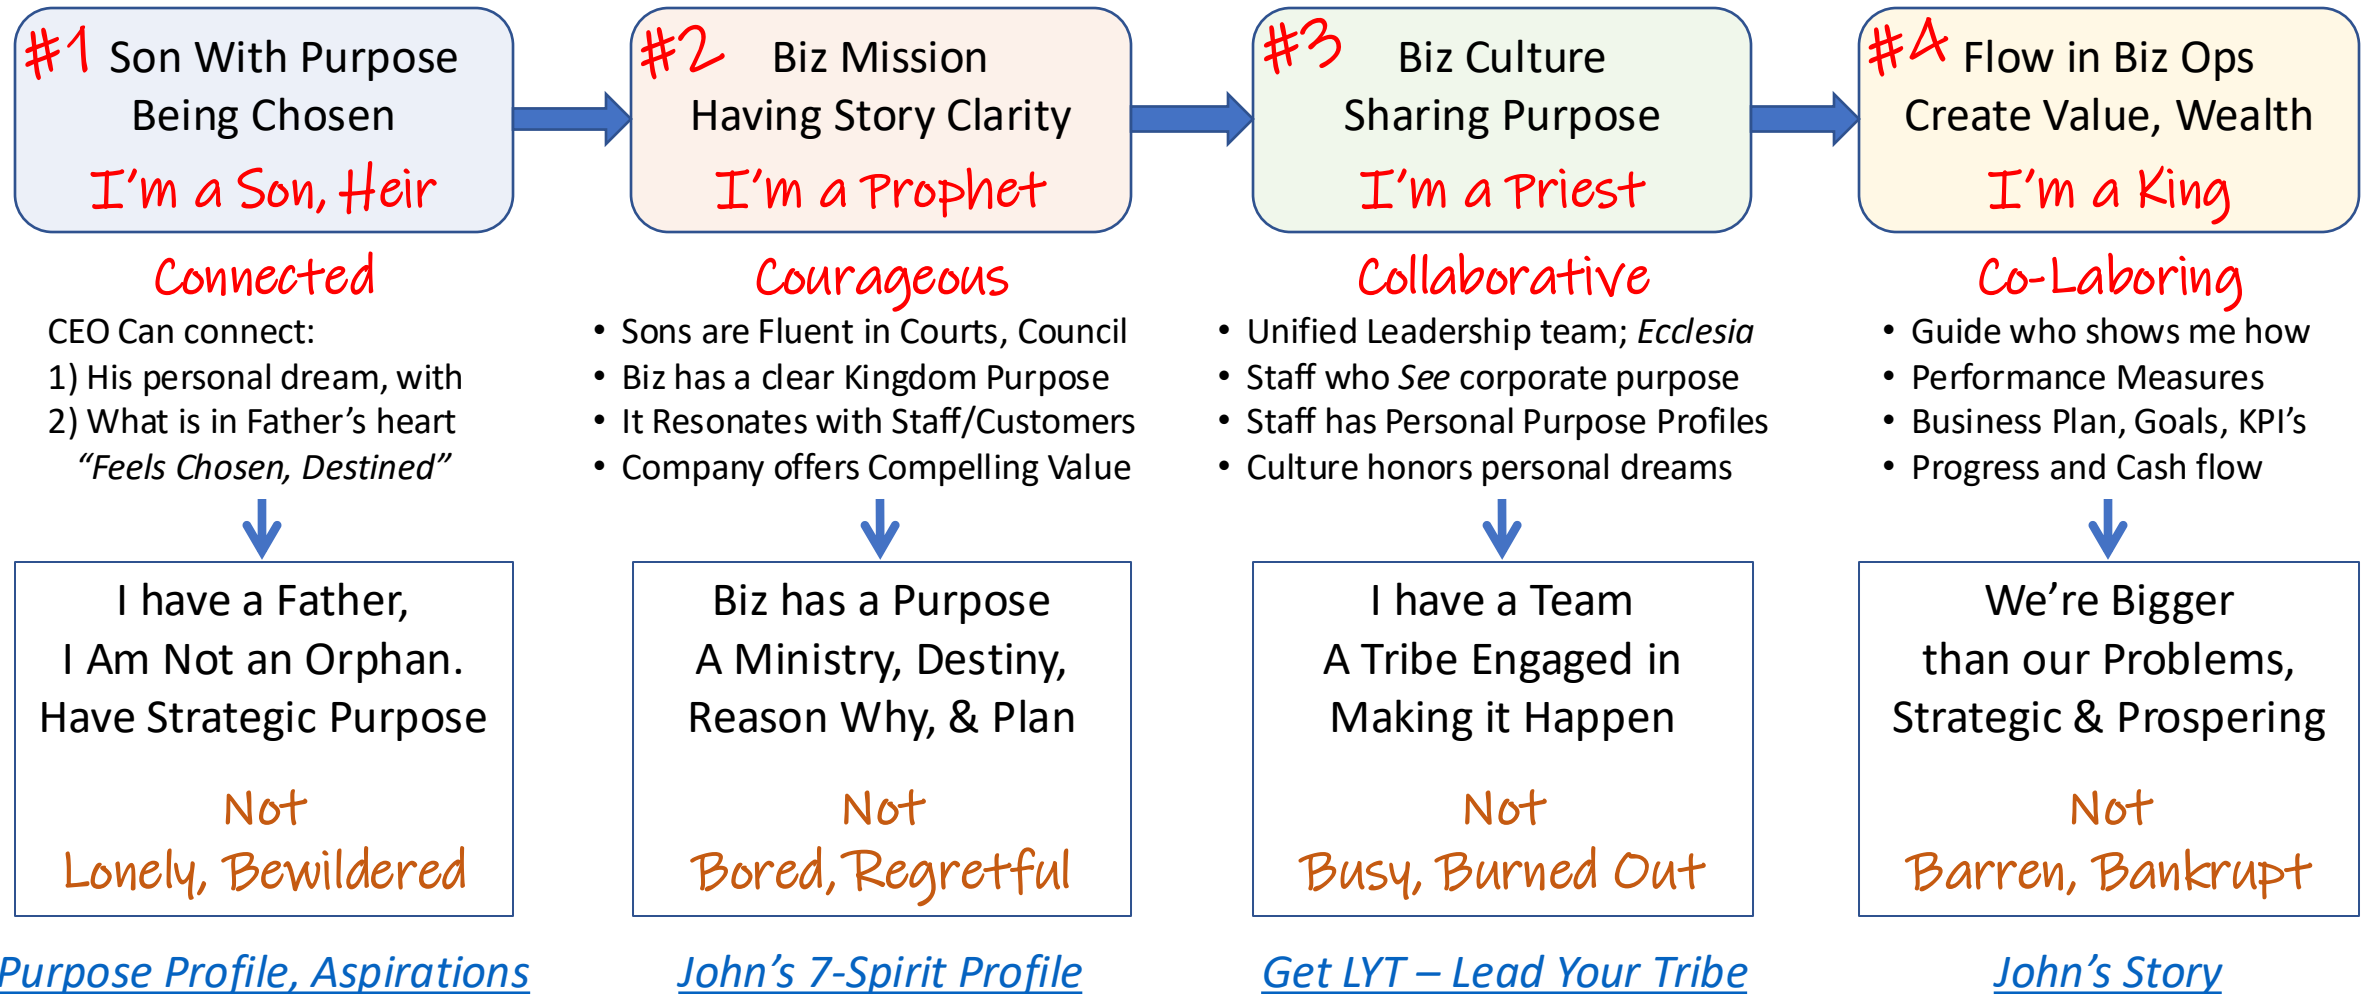 #1 Son With Purpose
Being Chosen
I'm a Son, Heir
Connected
CEO Can connect:
1) His personal dream, with
2) What is in Father's heart
“Feels Chosen, Destined”
I have a Father,
I Am Not an Orphan.
Have Strategic Purpose
Not
Lonely, Bewildered
Purpose Profile, Aspirations
#2 Biz Mission
Having Story Clarity
I'm a Prophet
Courageous
• Sons are Fluent in Courts, Council
• Biz has a clear Kingdom Purpose
• It Resonates with Staff/Customers
• Company offers Compelling Value
Biz has a Purpose
A Ministry, Destiny,
Reason Why, & Plan
Not
Bored, Regretful
John's 7-Spirit Profile
#3 Biz Culture
Sharing Purpose
I'm a Priest
Collaborative
• Unified Leadership team; Ecclesia
• Staff who See corporate purpose
• Staff has Personal Purpose Profiles
• Culture honors personal dreams
I have a Team
A Tribe Engaged in
Making it Happen
Not
Busy, Burned Out
Get LYT – Lead Your Tribe
#4 Flow in Biz Ops
Create Value, Wealth
I'm a King
Co-Laboring
• Guide who shows me how
• Performance Measures
• Business Plan, Goals, KPI's
• Progress and Cash flow
We're Bigger
than our Problems,
Strategic & Prospering
Not
Barren, Bankrupt
John's Story